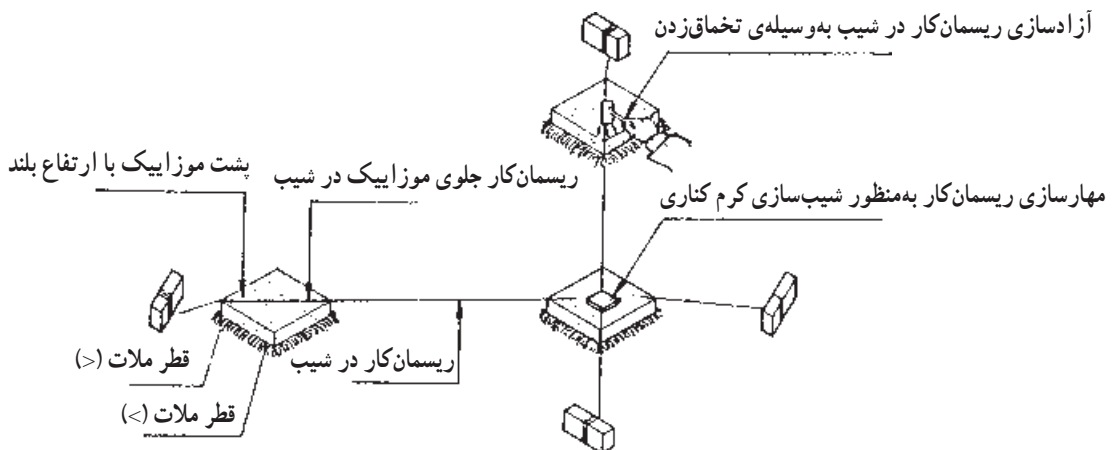 آزادسازی ریسمان‌کار در شیب به‌وسیله‌ی تخماق‌زدن
پشت موزاییک با ارتفاع بلند
ریسمان‌کار جلوی موزاییک در شیب
مهارسازی ریسمان‌کار به‌منظور شیب‌سازی کرم کناری
قطر ملات (<)
ریسمان‌کار در شیب
قطر ملات (>)